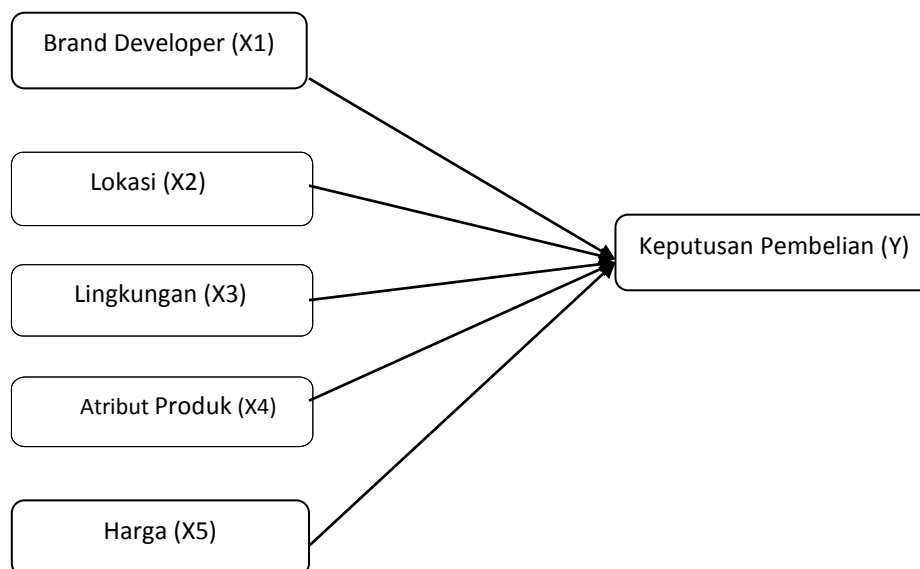 Brand Developer (X1)
Lokasi (X2)
Keputusan Pembelian (Y)
Lingkungan (X3)
Atribut Produk (X4)
Harga (X5)